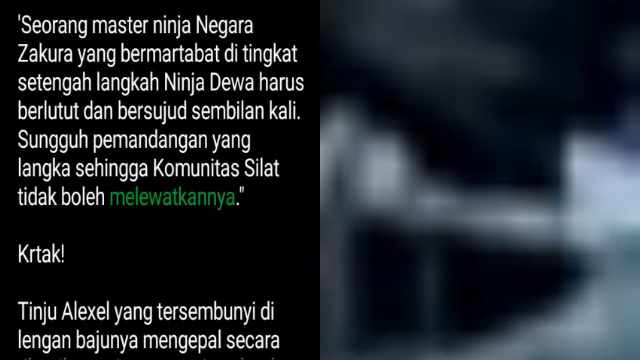 'Seorang master ninja Negara
Zakura yang bermartabat di tingkat
setengah langkah Ninja Dewa harus
berlutut dan bersujud sembilan kali.
Sungguh pemandangan yang
langka sehingga Komunitas Silat
tidak boleh melewatkannya."
Krtak!
Tinju Alexel yang tersembunyi di
lengan bajunya mengepal secara